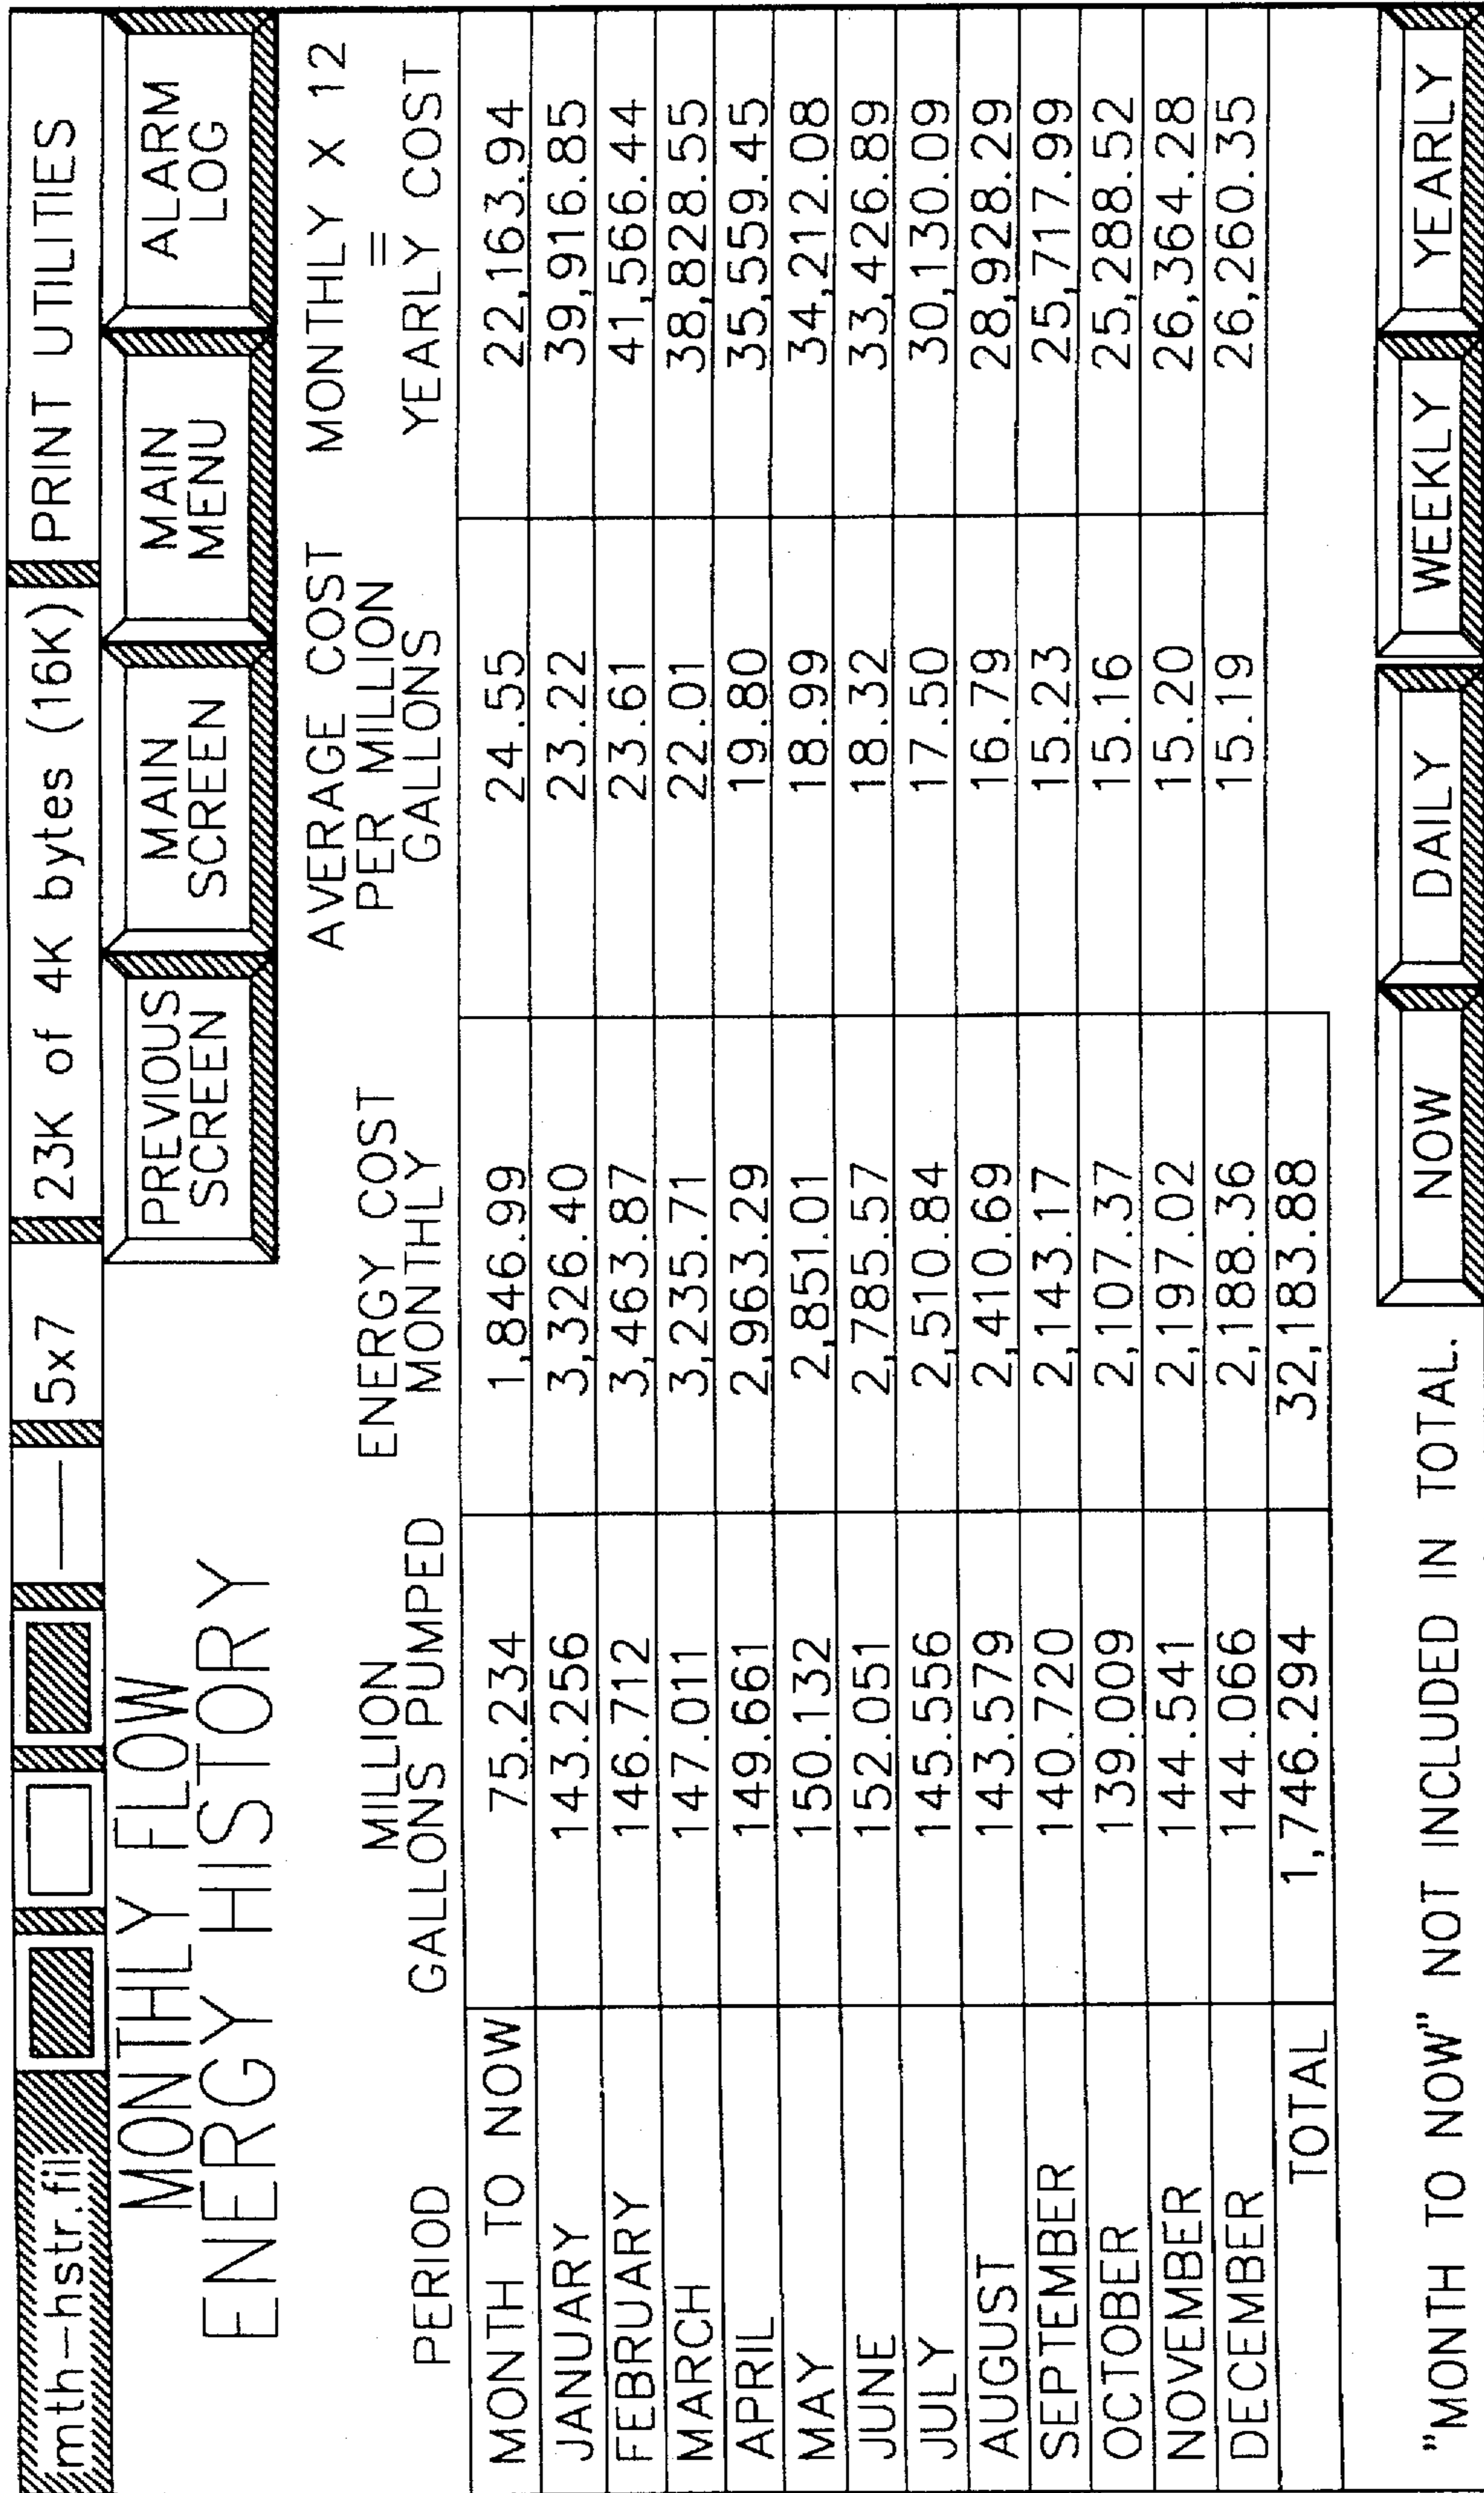 mth-hstr.fil 5x7 23K of 4K bytes (16K) PRINT UTILITIES
MONTHLY FLOW
ENERGY HISTORY
PREVIOUS
SCREEN
MAIN
SCREEN
MAIN
MENU
ALARM
LOG
PERIOD
MILLION
GALLONS PUMPED
ENERGY COST
MONTHLY
AVERAGE COST
PER MILLION
GALLONS
MONTHLY X 12
=
YEARLY COST
MONTH TO NOW 75.234 1,846.99 24.55 22,163.94
JANUARY 143.256 3,326.40 23.22 39,916.85
FEBRUARY 146.712 3,463.87 23.61 41,566.44
MARCH 147.011 3,235.71 22.01 38,828.55
APRIL 149.661 2,963.29 19.80 35,559.45
MAY 150.132 2,851.01 18.99 34,212.08
JUNE 152.051 2,785.57 18.32 33,426.89
JULY 145.556 2,510.84 17.50 30,130.09
AUGUST 143.579 2,410.69 16.79 28,928.29
SEPTEMBER 140.720 2,143.17 15.23 25,717.99
OCTOBER 139.009 2,107.37 15.16 25,288.52
NOVEMBER 144.541 2,197.02 15.20 26,364.28
DECEMBER 144.066 2,188.36 15.19 26,260.35
TOTAL 1,746.294 32,183.88
"MONTH TO NOW" NOT INCLUDED IN TOTAL.
NOW
DAILY
WEEKLY
YEARLY